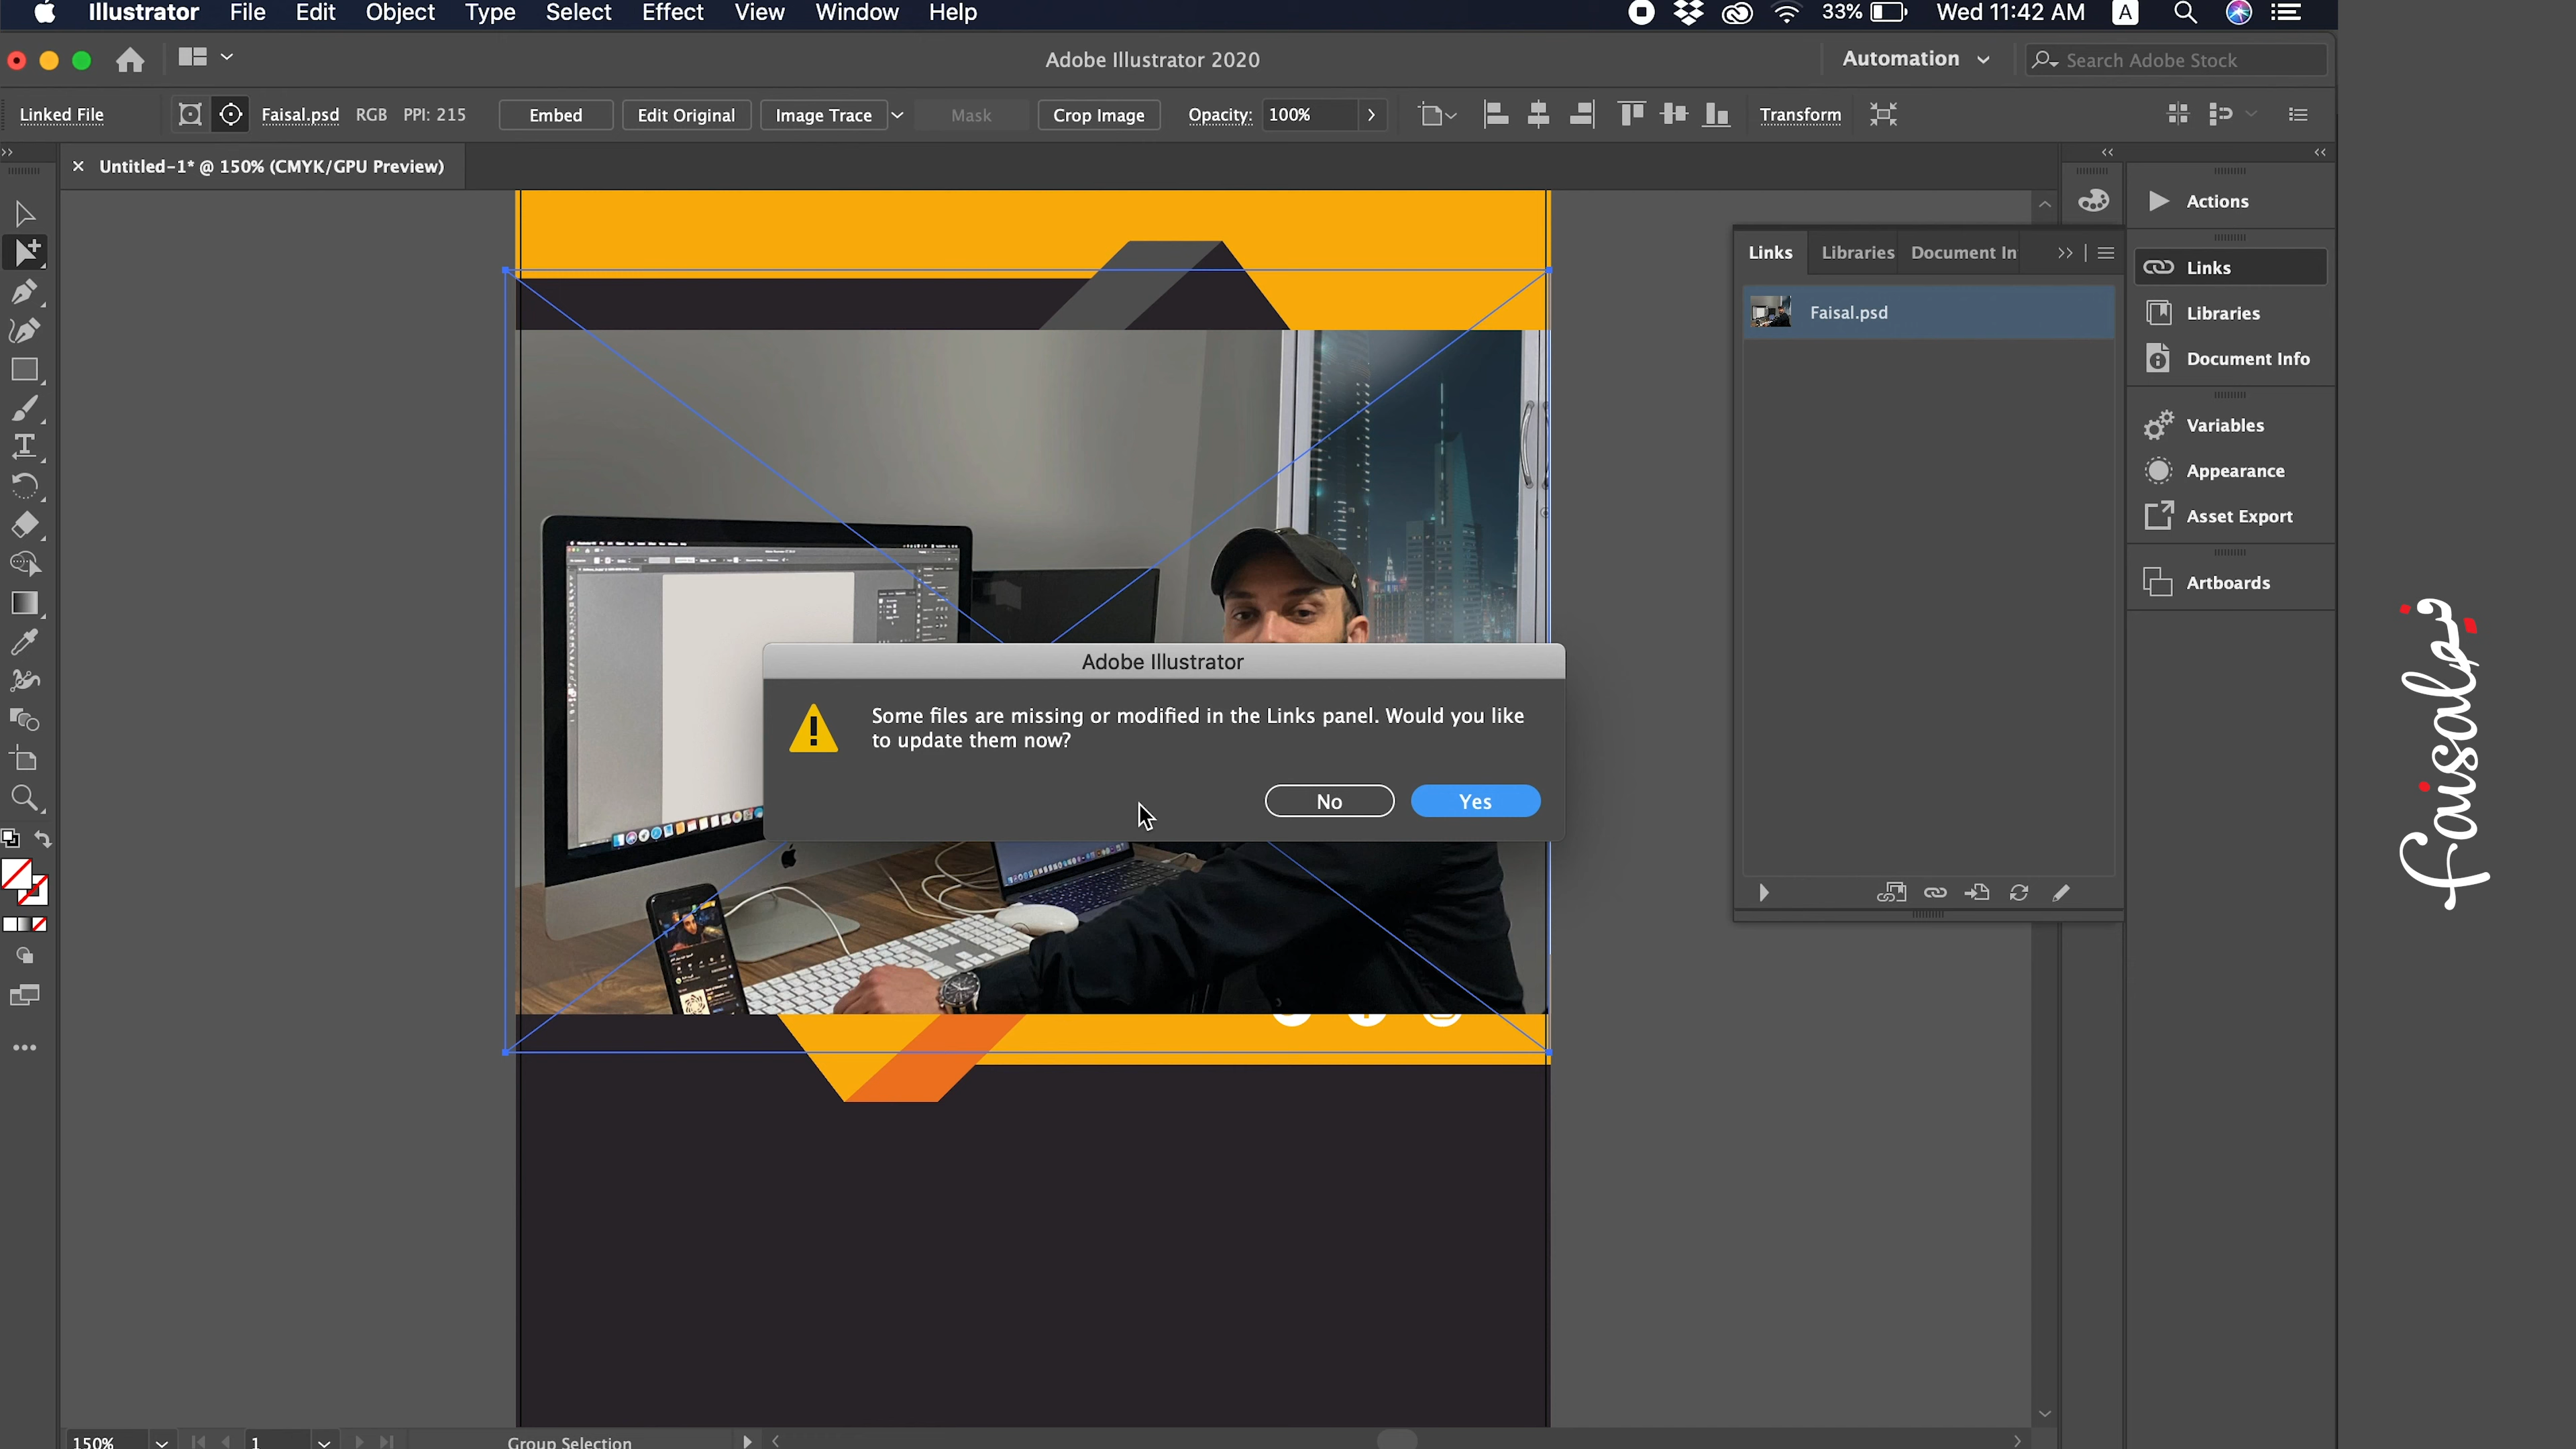 Illustrator File Edit Object Type Select Effect View Window Help
33% Wed 11:42 AM A
Adobe Illustrator 2020
Automation
Search Adobe Stock
Linked File Faisal.psd RGB PPI: 215 Embed Edit Original Image Trace Mask Crop Image Opacity: 100% Transform
Untitled-1* @ 150% (CMYK/GPU Preview)
Links Libraries Document In
Faisal.psd
Actions
Links
Libraries
Document Info
Variables
Appearance
Asset Export
Artboards
Adobe Illustrator
Some files are missing or modified in the Links panel. Would you like
to update them now?
No Yes
150% 1 Group Selection